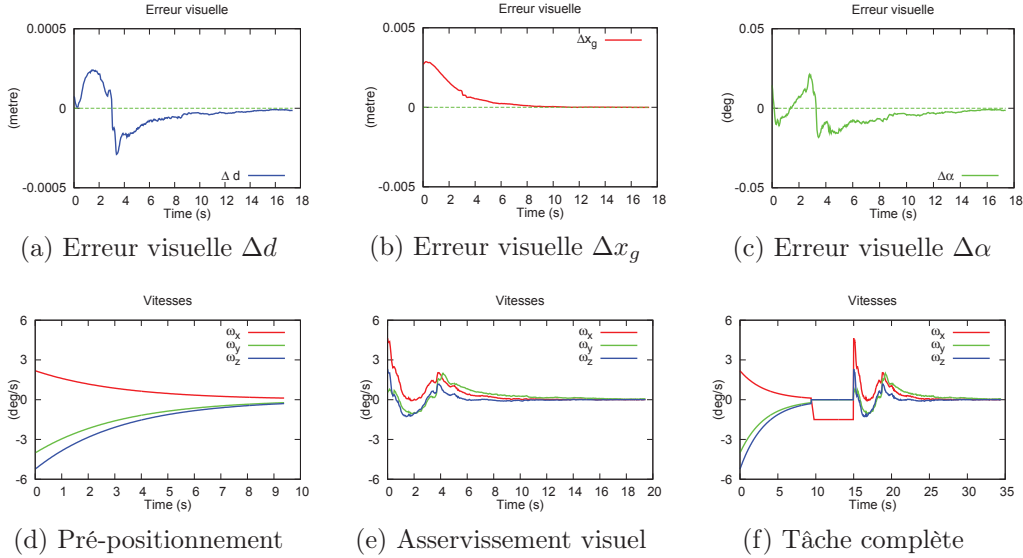 Erreur visuelle
0.0005
0
-0.0005
(metre)
Δ d
0 2 4 6 8 10 12 14 16 18
Time (s)
(a) Erreur visuelle Δd
Erreur visuelle
0.005
0
-0.005
(metre)
Δx_g
0 2 4 6 8 10 12 14 16 18
Time (s)
(b) Erreur visuelle Δx_g
Erreur visuelle
0.05
0
-0.05
(deg)
Δα
0 2 4 6 8 10 12 14 16 18
Time (s)
(c) Erreur visuelle Δα
Vitesses
6
3
0
-3
-6
(deg/s)
ω_x
ω_y
ω_z
0 1 2 3 4 5 6 7 8 9 10
Time (s)
(d) Pré-positionnement
Vitesses
6
3
0.00
-3
-6
(deg/s)
ω_x
ω_y
ω_z
0 2 4 6 8 10 12 14 16 18 20
Time (s)
(e) Asservissement visuel
Vitesses
6
3
0
-3
-6
(deg/s)
ω_x
ω_y
ω_z
0 5 10 15 20 25 30 35
Time (s)
(f) Tâche complète